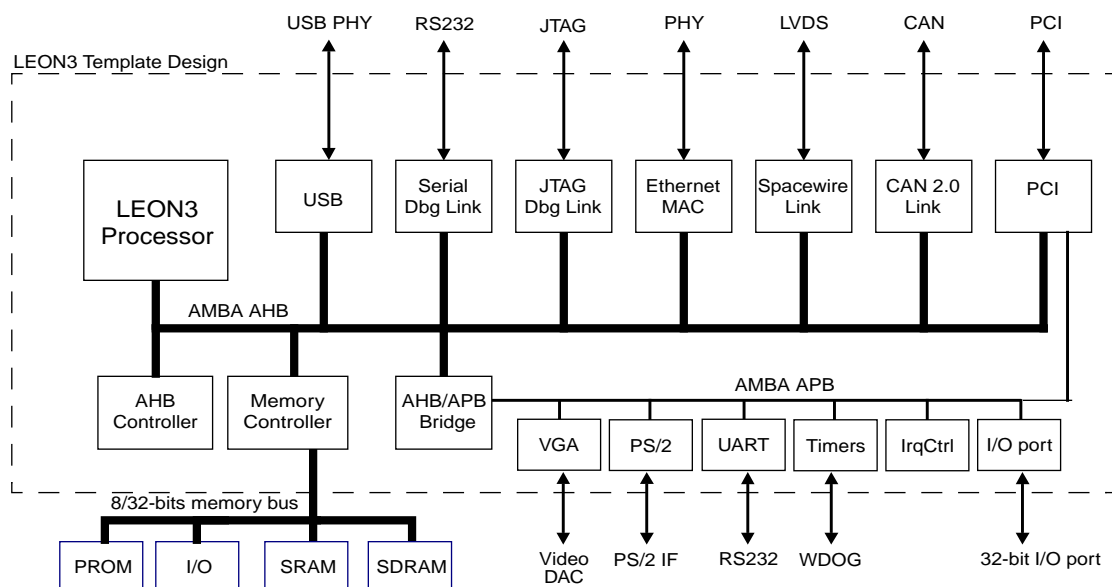 USB PHY
RS232
JTAG
PHY
LVDS
CAN
PCI
LEON3 Template Design
LEON3
Processor
USB
Serial
Dbg Link
JTAG
Dbg Link
Ethernet
MAC
Spacewire
Link
CAN 2.0
Link
PCI
AMBA AHB
AHB
Controller
Memory
Controller
AHB/APB
Bridge
AMBA APB
VGA
PS/2
UART
Timers
IrqCtrl
I/O port
8/32-bits memory bus
PROM
I/O
SRAM
SDRAM
Video
DAC
PS/2 IF
RS232
WDOG
32-bit I/O port